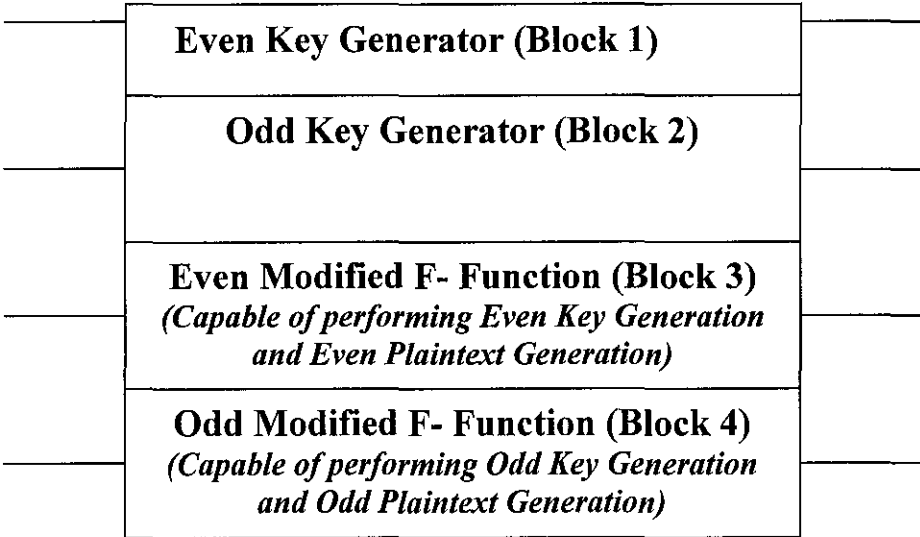 Even Key Generator (Block 1)
Odd Key Generator (Block 2)
Even Modified F- Function (Block 3)
(Capable of performing Even Key Generation
and Even Plaintext Generation)
Odd Modified F- Function (Block 4)
(Capable of performing Odd Key Generation
and Odd Plaintext Generation)